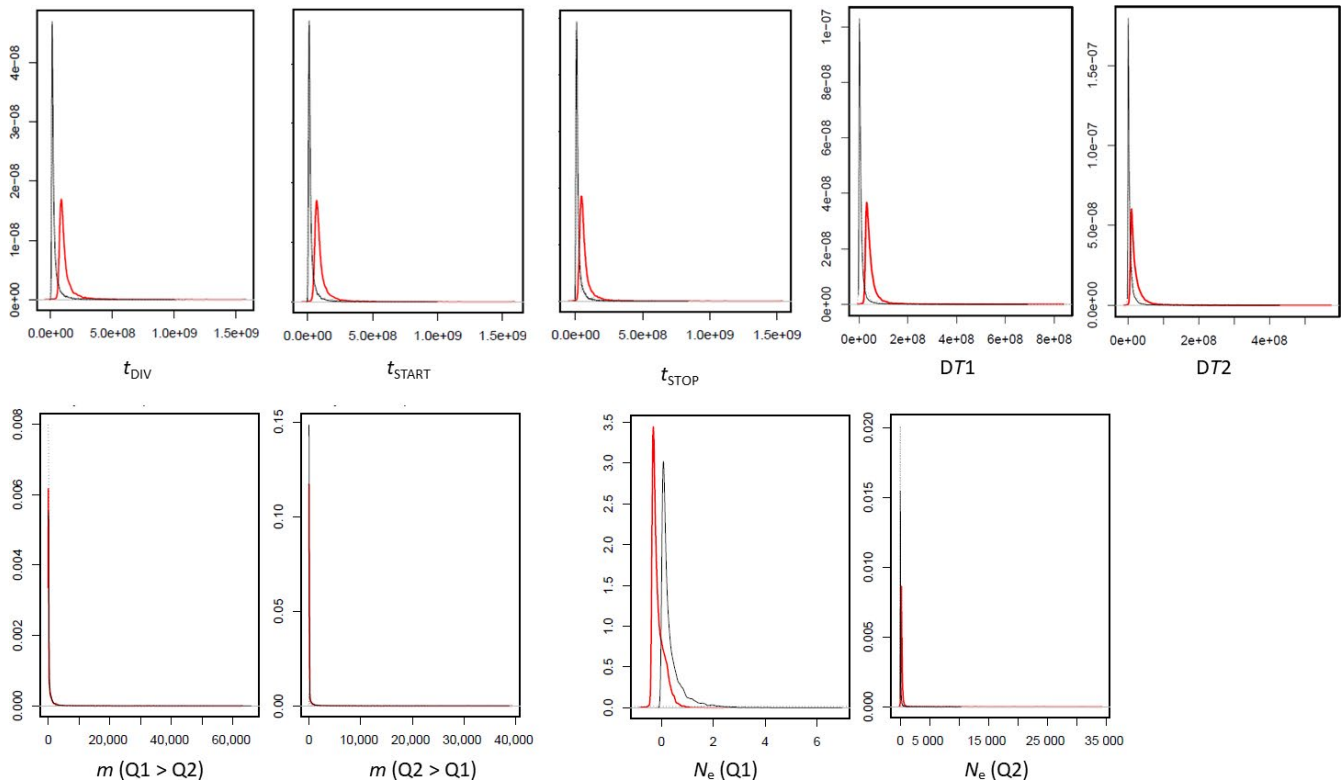 4e−08
3e−08
2e−08
1e−08
0e+00
0.0e+00 5.0e+08 1.0e+09 1.5e+09
tDIV
0.0e+00 5.0e+08 1.0e+09 1.5e+09
tSTART
0.0e+00 5.0e+08 1.0e+09 1.5e+09
tSTOP
1e−07
8e−08
6e−08
4e−08
2e−08
0e+00
0e+00 2e+08 4e+08 6e+08 8e+08
DT1
1.5e−07
1.0e−07
5.0e−08
0.0e+00
0e+00 2e+08 4e+08
DT2
0.008
0.006
0.004
0.002
0.000
0 20,000 40,000 60,000
m (Q1 > Q2)
0.15
0.10
0.05
0.00
0 10,000 20,000 30,000 40,000
m (Q2 > Q1)
3.5
3.0
2.5
2.0
1.5
1.0
0.5
0.0
0 2 4 6
Ne (Q1)
0.020
0.015
0.010
0.005
0.000
0 5 000 15 000 25 000 35 000
Ne (Q2)